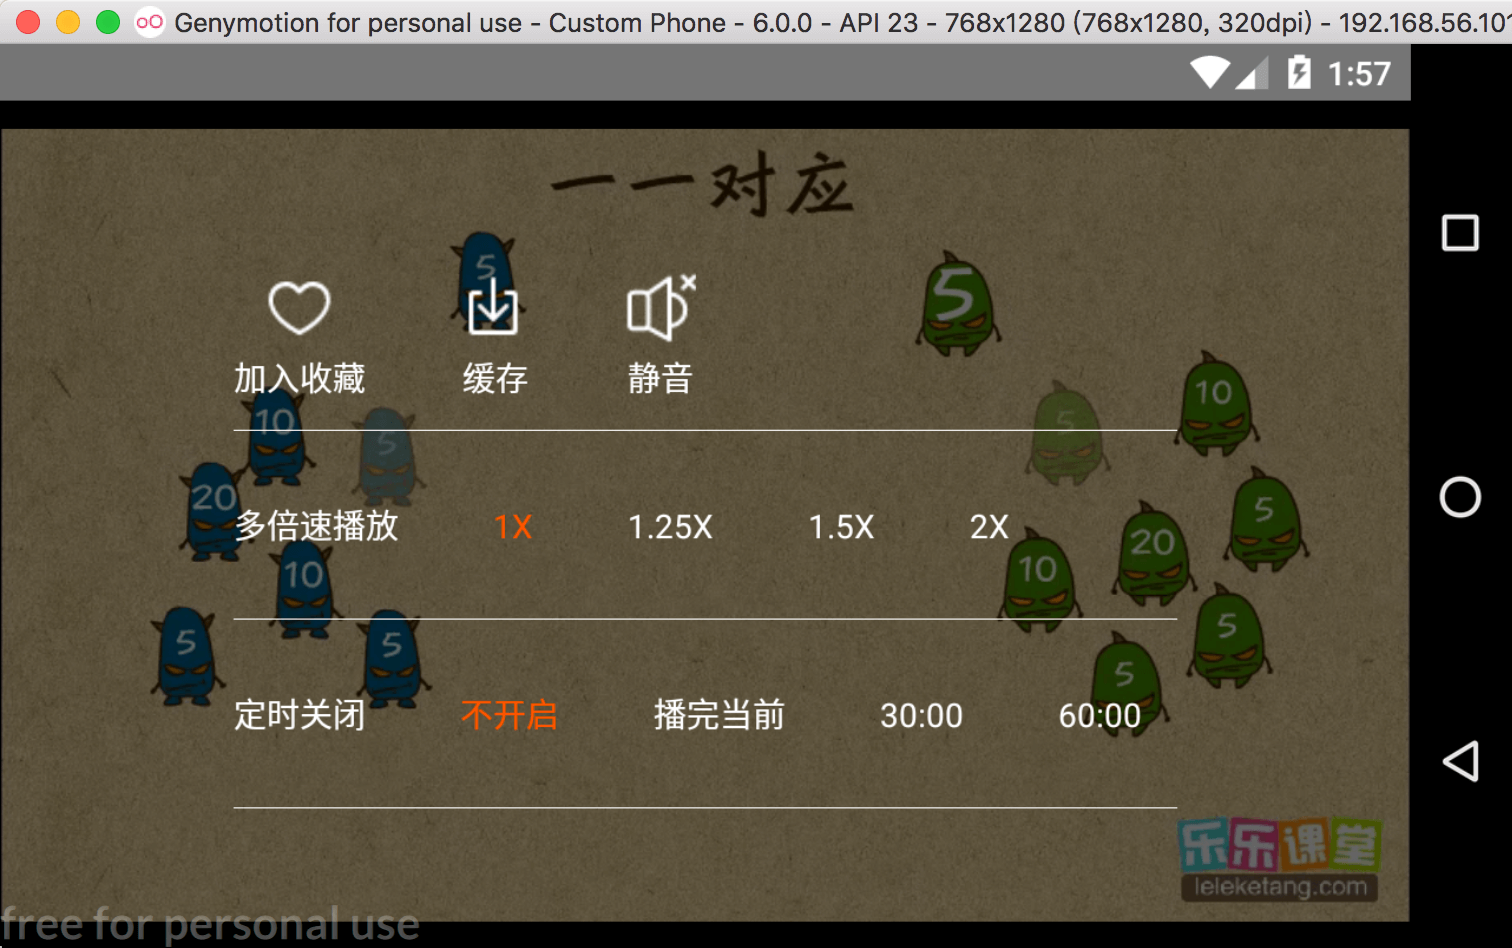 Genymotion for personal use - Custom Phone - 6.0.0 - API 23 - 768x1280 (768x1280, 320dpi) - 192.168.56.101
1:57
一一对应
5
5
加入收藏 缓存 静音
10
5
5
10
20
5
多倍速播放 1X 1.25X 1.5X 2X
10
10
20
5
5
5
5
5
定时关闭 不开启 播完当前 30:00 60:00
乐乐课堂
leleketang.com
free for personal use